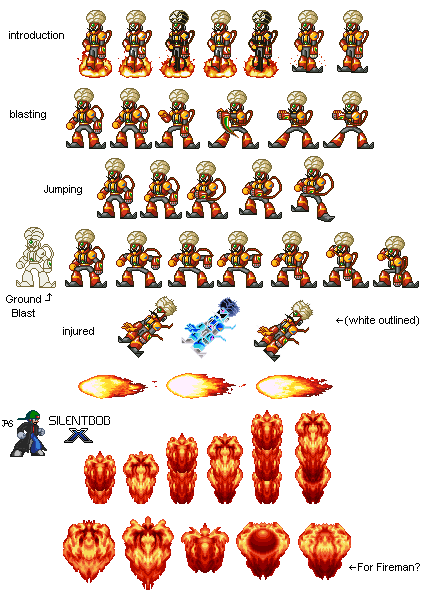 introduction
blasting
Jumping
Ground
Blast
injured
←(white outlined)
SILENTBOB
X
←For Fireman?